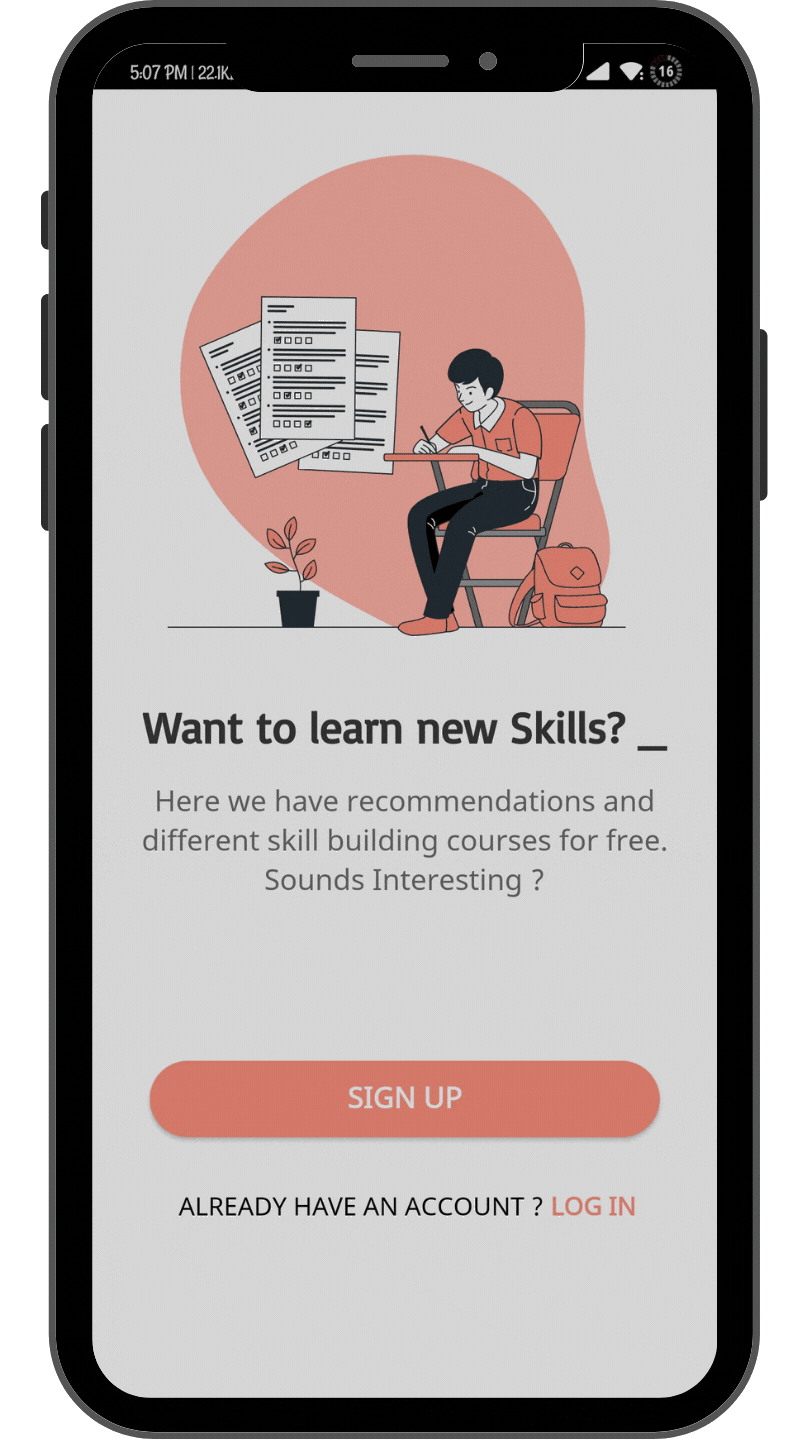 5:07 PM | 22.1K
16
Want to learn new Skills? _
Here we have recommendations and
different skill building courses for free.
Sounds Interesting ?
SIGN UP
ALREADY HAVE AN ACCOUNT ? LOG IN